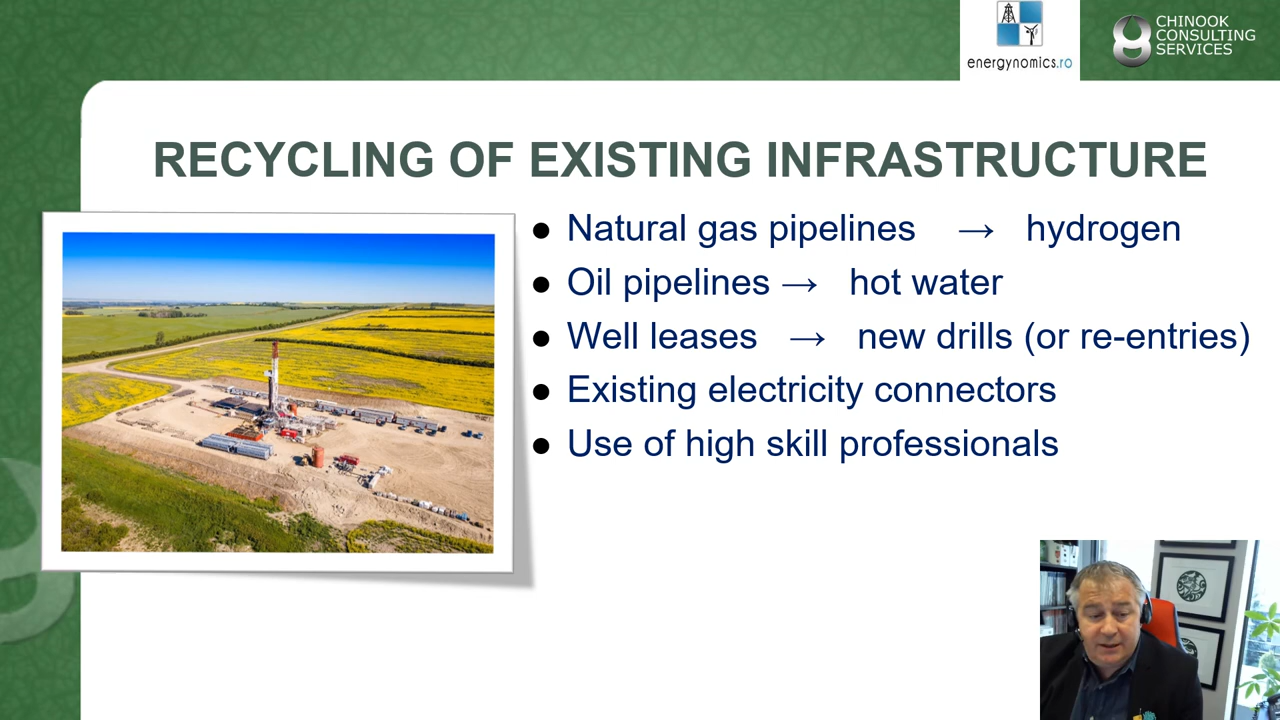 energynomics.ro
CHINOOK
CONSULTING
SERVICES
RECYCLING OF EXISTING INFRASTRUCTURE
● Natural gas pipelines → hydrogen
● Oil pipelines → hot water
● Well leases → new drills (or re-entries)
● Existing electricity connectors
● Use of high skill professionals